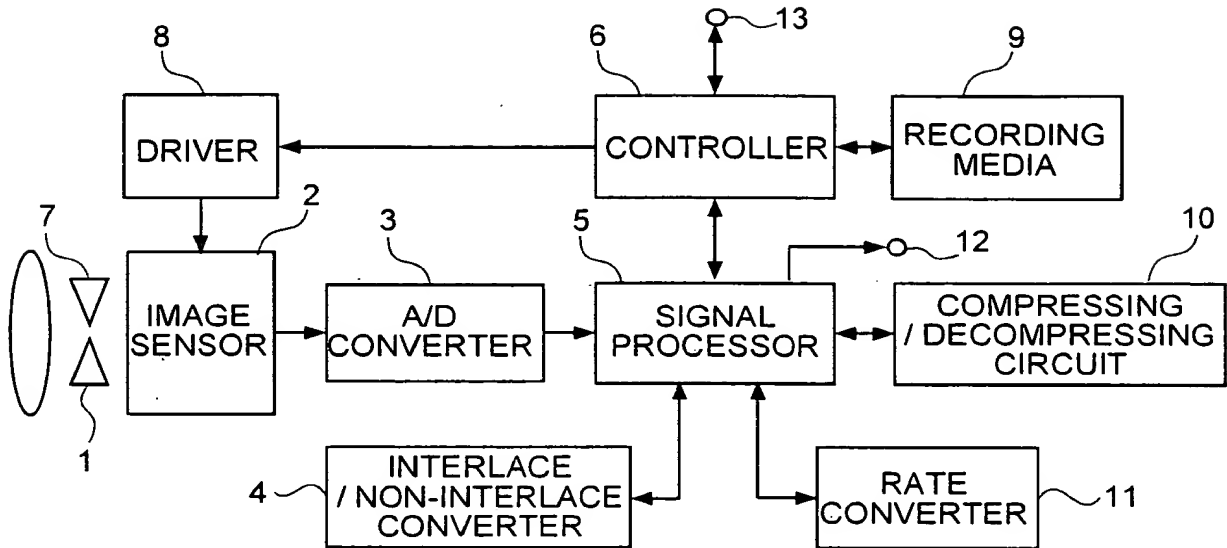 8
6
13
9
DRIVER
CONTROLLER
RECORDING
MEDIA
7
2
3
5
12
10
IMAGE
SENSOR
A/D
CONVERTER
SIGNAL
PROCESSOR
COMPRESSING
/ DECOMPRESSING
CIRCUIT
1
4
INTERLACE
/ NON-INTERLACE
CONVERTER
RATE
CONVERTER
11